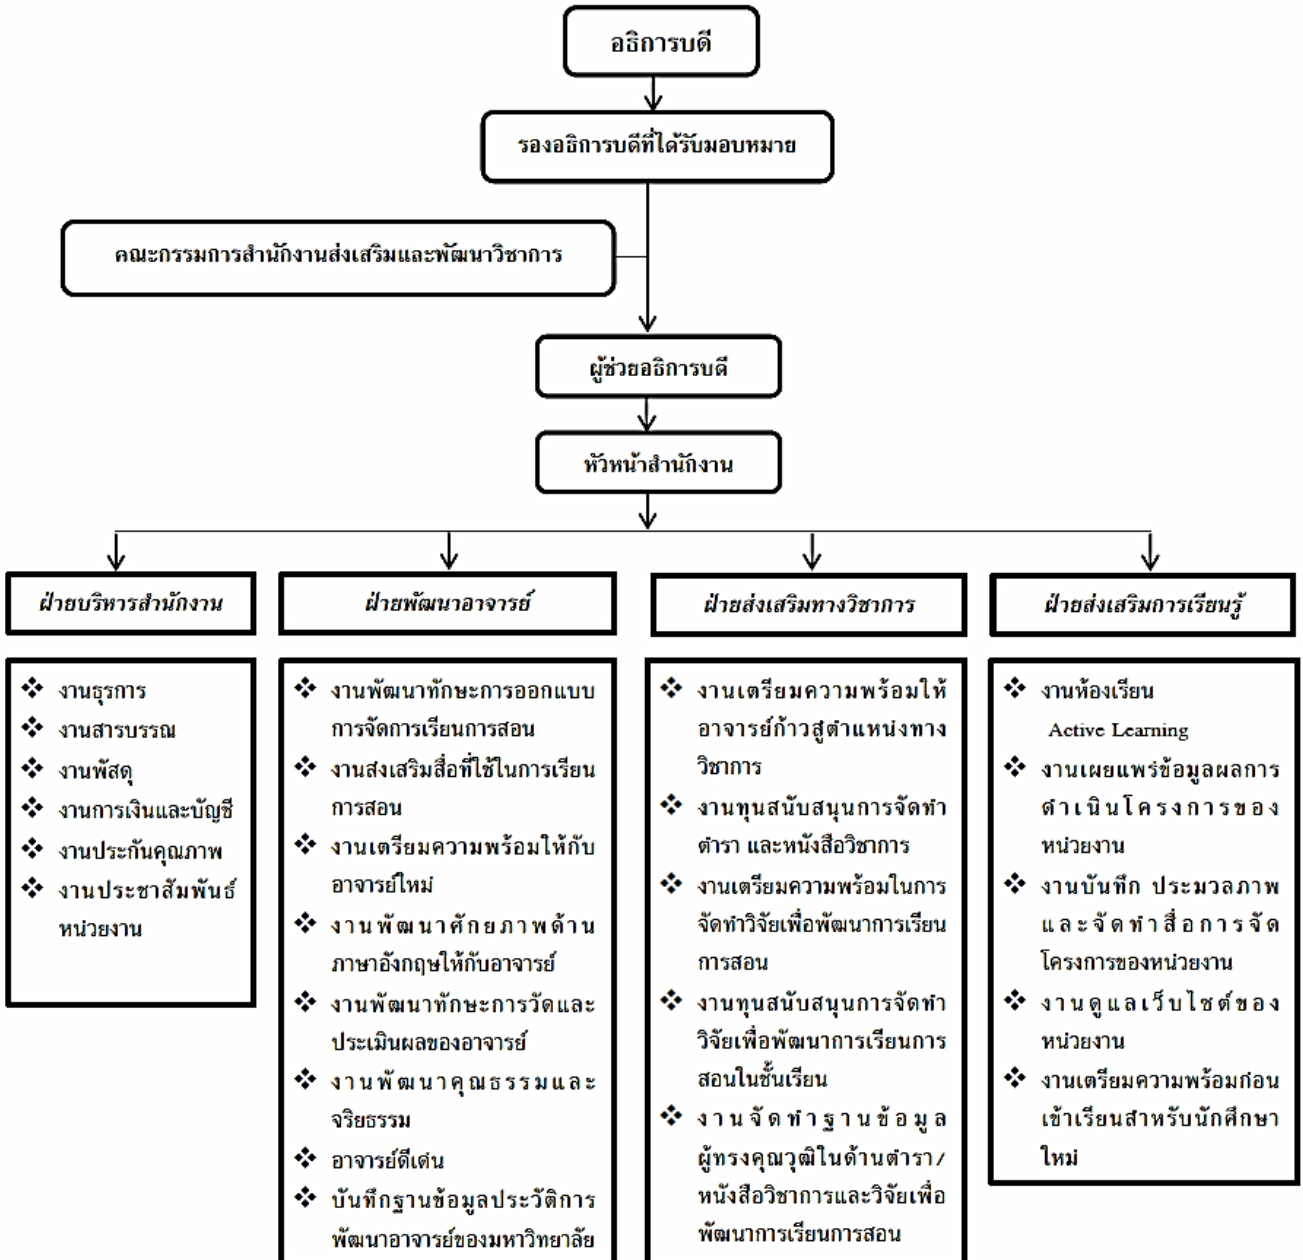 อธิการบดี
รองอธิการบดีที่ได้รับมอบหมาย
คณะกรรมการสำนักงานส่งเสริมและพัฒนาวิชาการ
ผู้ช่วยอธิการบดี
หัวหน้าสำนักงาน
ฝ่ายบริหารสำนักงาน
❖ งานธุรการ
❖ งานสารบรรณ
❖ งานพัสดุ
❖ งานการเงินและบัญชี
❖ งานประกันคุณภาพ
❖ งานประชาสัมพันธ์
หน่วยงาน
ฝ่ายพัฒนาอาจารย์
❖ งานพัฒนาทักษะการออกแบบ
การจัดการเรียนการสอน
❖ งานส่งเสริมสื่อที่ใช้ในการเรียน
การสอน
❖ งานเตรียมความพร้อมให้กับ
อาจารย์ใหม่
❖ งานพัฒนาศักยภาพด้าน
ภาษาอังกฤษให้กับอาจารย์
❖ งานพัฒนาทักษะการวัดและ
ประเมินผลของอาจารย์
❖ งานพัฒนาคุณธรรมและ
จริยธรรม
❖ อาจารย์ดีเด่น
❖ บันทึกฐานข้อมูลประวัติการ
พัฒนาอาจารย์ของมหาวิทยาลัย
ฝ่ายส่งเสริมทางวิชาการ
❖ งานเตรียมความพร้อมให้
อาจารย์ก้าวสู่ตำแหน่งทาง
วิชาการ
❖ งานทุนสนับสนุนการจัดทำ
ตำรา และหนังสือวิชาการ
❖ งานเตรียมความพร้อมในการ
จัดทำวิจัยเพื่อพัฒนาการเรียน
การสอน
❖ งานทุนสนับสนุนการจัดทำ
วิจัยเพื่อพัฒนาการเรียนการ
สอนในชั้นเรียน
❖ งานจัดทำฐานข้อมูล
ผู้ทรงคุณวุฒิในด้านตำรา/
หนังสือวิชาการและวิจัยเพื่อ
พัฒนาการเรียนการสอน
ฝ่ายส่งเสริมการเรียนรู้
❖ งานห้องเรียน
Active Learning
❖ งานเผยแพร่ข้อมูลผลการ
ดำเนินโครงการของ
หน่วยงาน
❖ งานบันทึก ประมวลภาพ
และจัดทำสื่อการจัด
โครงการของหน่วยงาน
❖ งานดูแลเว็บไซต์ของ
หน่วยงาน
❖ งานเตรียมความพร้อมก่อน
เข้าเรียนสำหรับนักศึกษา
ใหม่